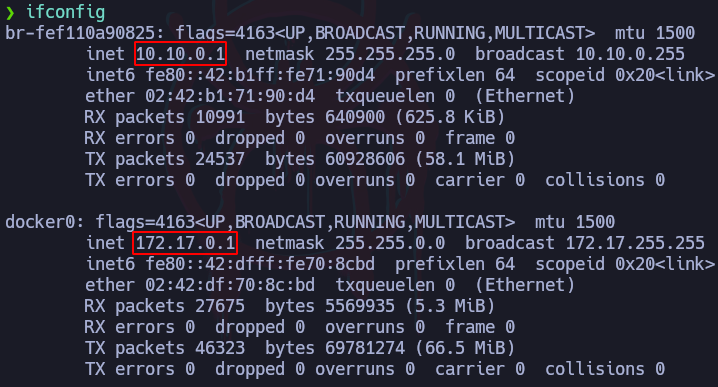 ❯ ifconfig
br-fef110a90825: flags=4163<UP,BROADCAST,RUNNING,MULTICAST>  mtu 1500
        inet 10.10.0.1  netmask 255.255.255.0  broadcast 10.10.0.255
        inet6 fe80::42:b1ff:fe71:90d4  prefixlen 64  scopeid 0x20<link>
        ether 02:42:b1:71:90:d4  txqueuelen 0  (Ethernet)
        RX packets 10991  bytes 640900 (625.8 KiB)
        RX errors 0  dropped 0  overruns 0  frame 0
        TX packets 24537  bytes 60928606 (58.1 MiB)
        TX errors 0  dropped 0 overruns 0  carrier 0  collisions 0

docker0: flags=4163<UP,BROADCAST,RUNNING,MULTICAST>  mtu 1500
        inet 172.17.0.1  netmask 255.255.0.0  broadcast 172.17.255.255
        inet6 fe80::42:dfff:fe70:8cbd  prefixlen 64  scopeid 0x20<link>
        ether 02:42:df:70:8c:bd  txqueuelen 0  (Ethernet)
        RX packets 27675  bytes 5569935 (5.3 MiB)
        RX errors 0  dropped 0  overruns 0  frame 0
        TX packets 46323  bytes 69781274 (66.5 MiB)
        TX errors 0  dropped 0 overruns 0  carrier 0  collisions 0